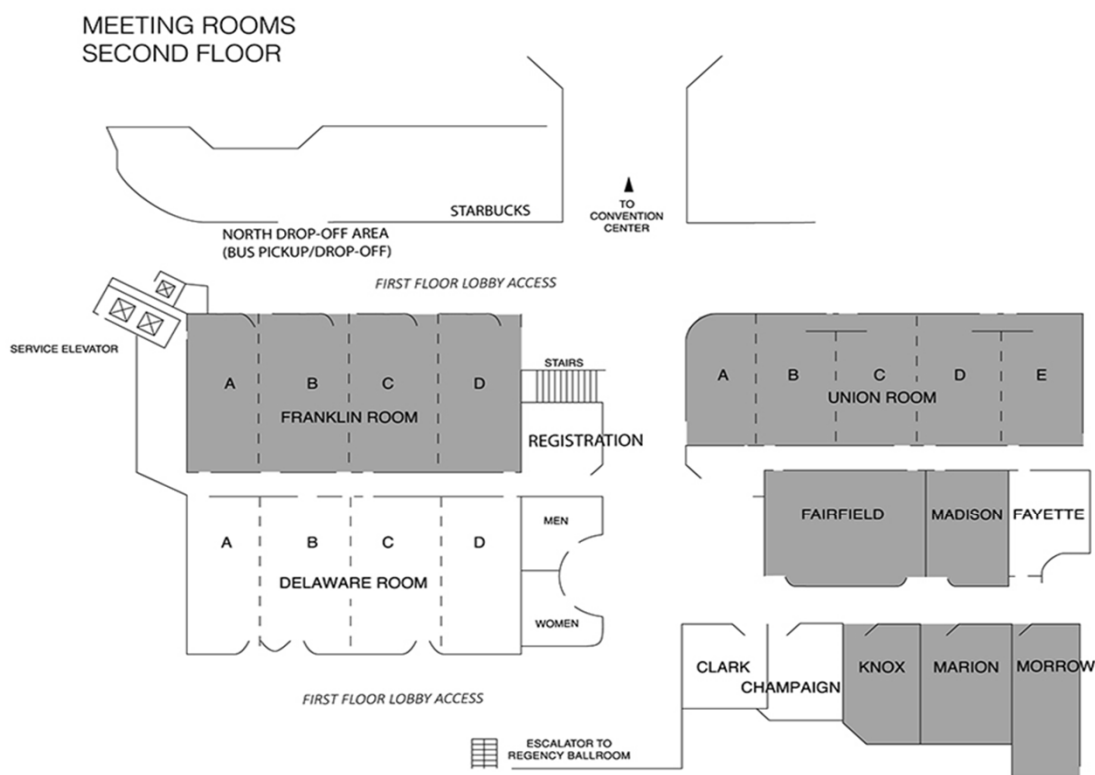 MEETING ROOMS
SECOND FLOOR
STARBUCKS
TO
CONVENTION
CENTER
NORTH DROP-OFF AREA
(BUS PICKUP/DROP-OFF)
FIRST FLOOR LOBBY ACCESS
SERVICE ELEVATOR
A B C D
FRANKLIN ROOM
STAIRS
REGISTRATION
A B C D E
UNION ROOM
A B C D
DELAWARE ROOM
MEN
WOMEN
FAIRFIELD
MADISON
FAYETTE
CLARK
CHAMPAIGN
KNOX
MARION
MORROW
FIRST FLOOR LOBBY ACCESS
ESCALATOR TO
REGENCY BALLROOM